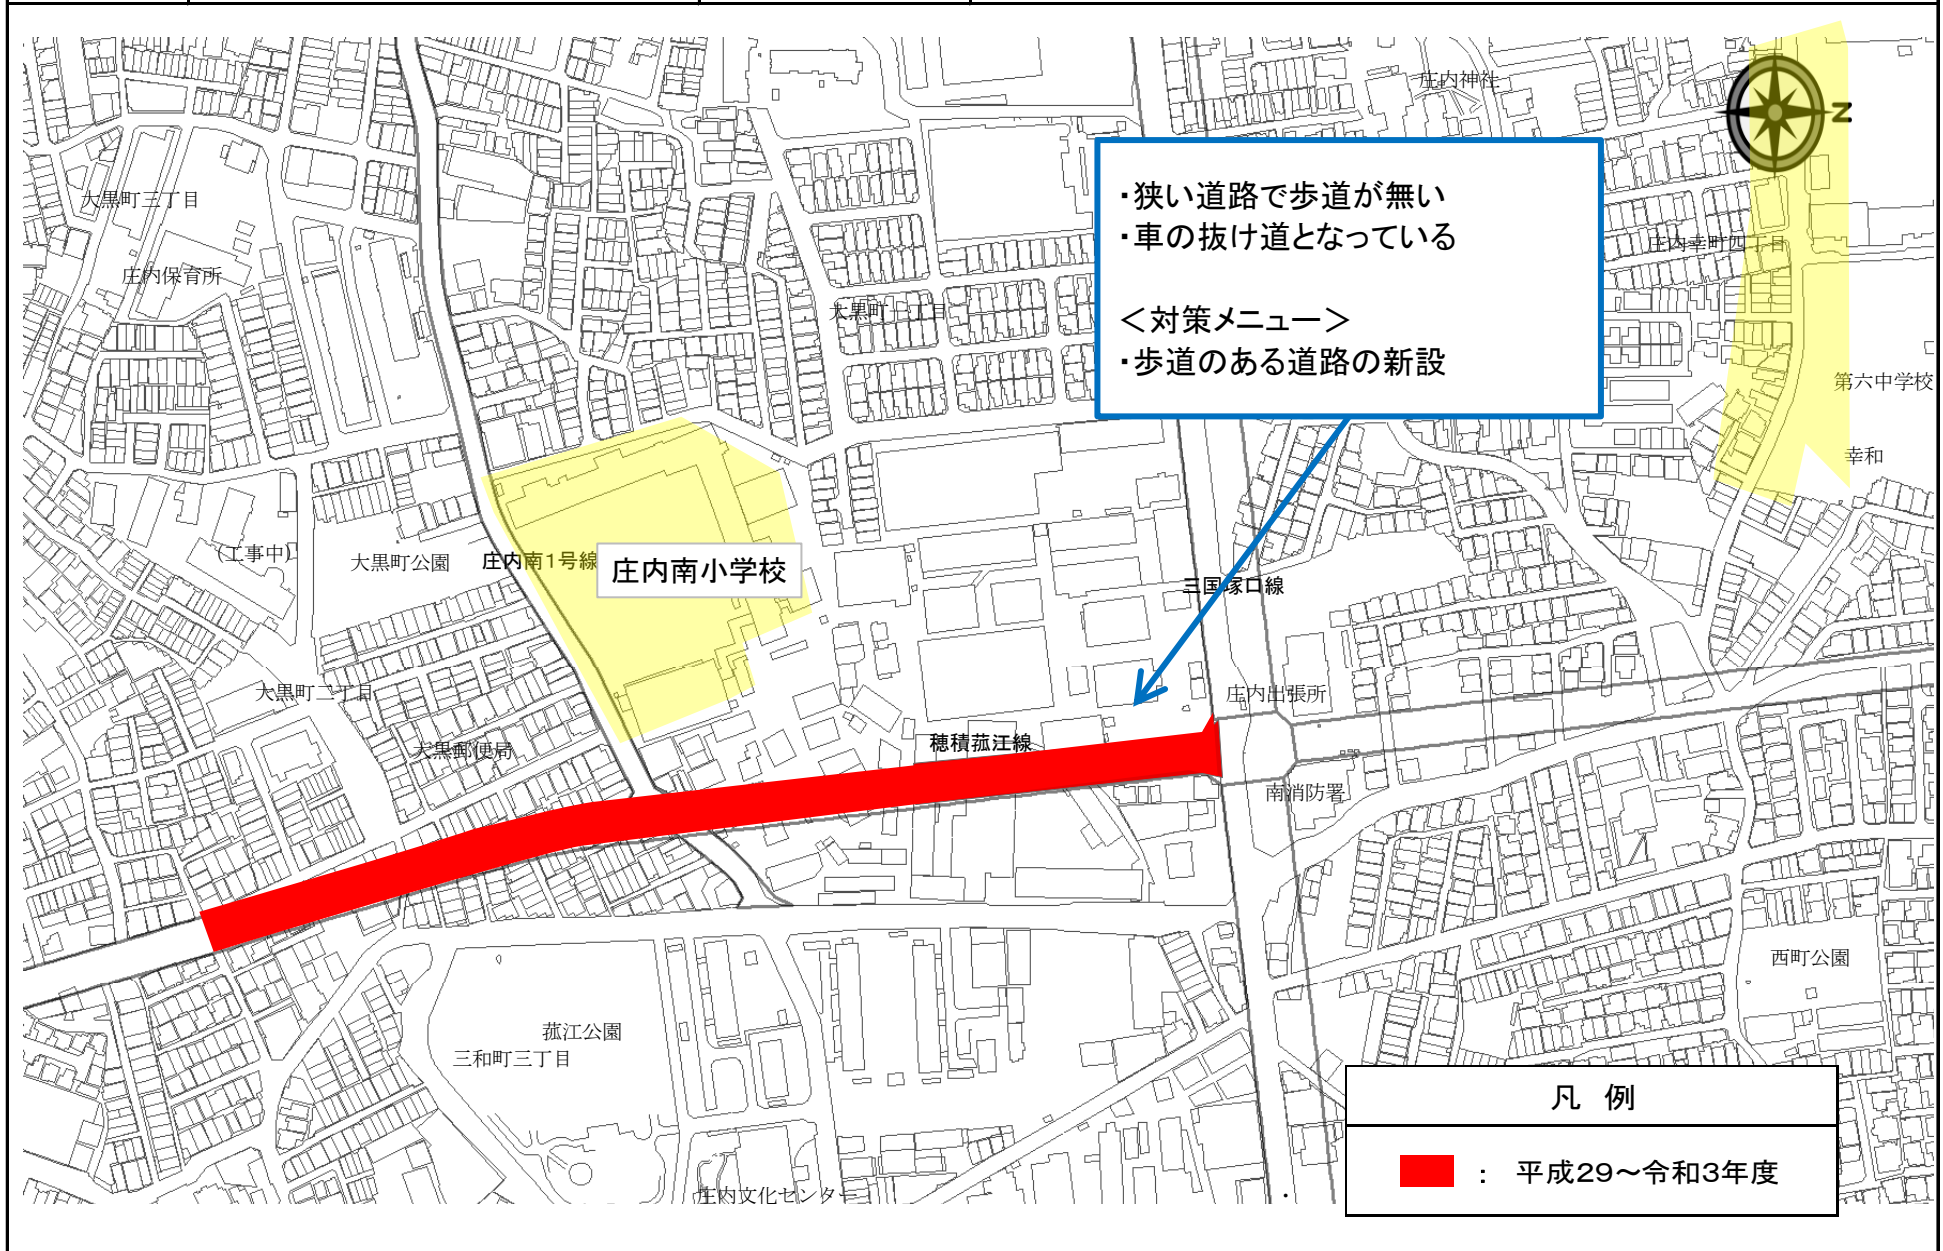 庄内神社
N
・狭い道路で歩道が無い
・車の抜け道となっている
＜対策メニュー＞
・歩道のある道路の新設
大黒町三丁目
庄内幸町四丁目
庄内保育所
第六中学校
幸和
(工事中)
大黒町公園
庄内南1号線
庄内南小学校
三国塚口線
大黒町二丁目
庄内出張所
大黒郵便局
穂積菰江線
南消防署
西町公園
菰江公園
三和町三丁目
庄内文化センター
凡 例
： 平成29～令和3年度